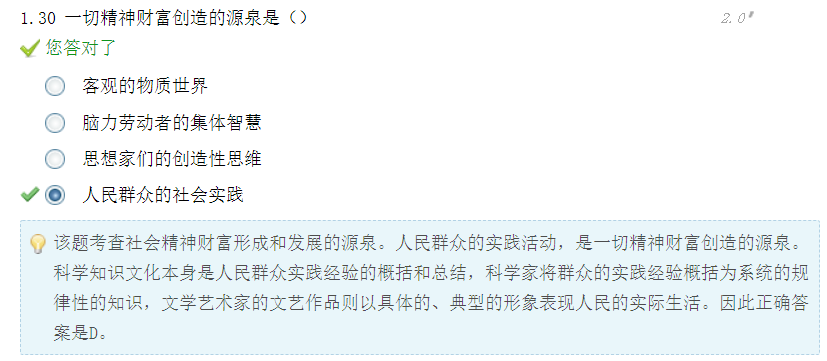 1.30 一切精神财富创造的源泉是（）
2.0'
您答对了
客观的物质世界
脑力劳动者的集体智慧
思想家们的创造性思维
人民群众的社会实践
该题考查社会精神财富形成和发展的源泉。人民群众的实践活动，是一切精神财富创造的源泉。
科学知识文化本身是人民群众实践经验的概括和总结，科学家将群众的实践经验概括为系统的规
律性的知识，文学艺术家的文艺作品则以具体的、典型的形象表现人民的实际生活。因此正确答
案是D。